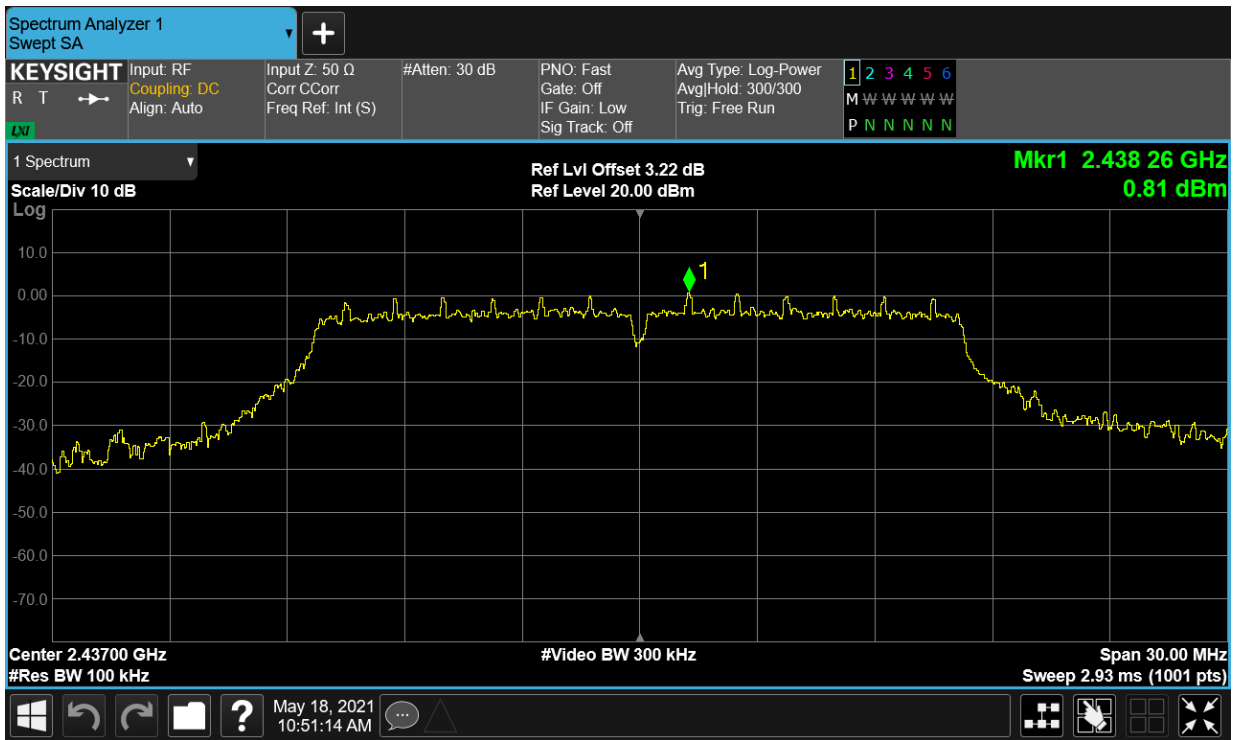 Spectrum Analyzer 1
Swept SA
KEYSIGHT
R T
LXI
Input: RF
Coupling: DC
Align: Auto
Input Z: 50 Ω
Corr CCorr
Freq Ref: Int (S)
#Atten: 30 dB
PNO: Fast
Gate: Off
IF Gain: Low
Sig Track: Off
Avg Type: Log-Power
Avg|Hold: 300/300
Trig: Free Run
1 2 3 4 5 6
M W W W W W
P N N N N N
1 Spectrum
Scale/Div 10 dB
Log
Ref Lvl Offset 3.22 dB
Ref Level 20.00 dBm
Mkr1 2.438 26 GHz
0.81 dBm
10.0
0.00
-10.0
-20.0
-30.0
-40.0
-50.0
-60.0
-70.0
1
Center 2.43700 GHz
#Res BW 100 kHz
#Video BW 300 kHz
Span 30.00 MHz
Sweep 2.93 ms (1001 pts)
?
May 18, 2021
10:51:14 AM